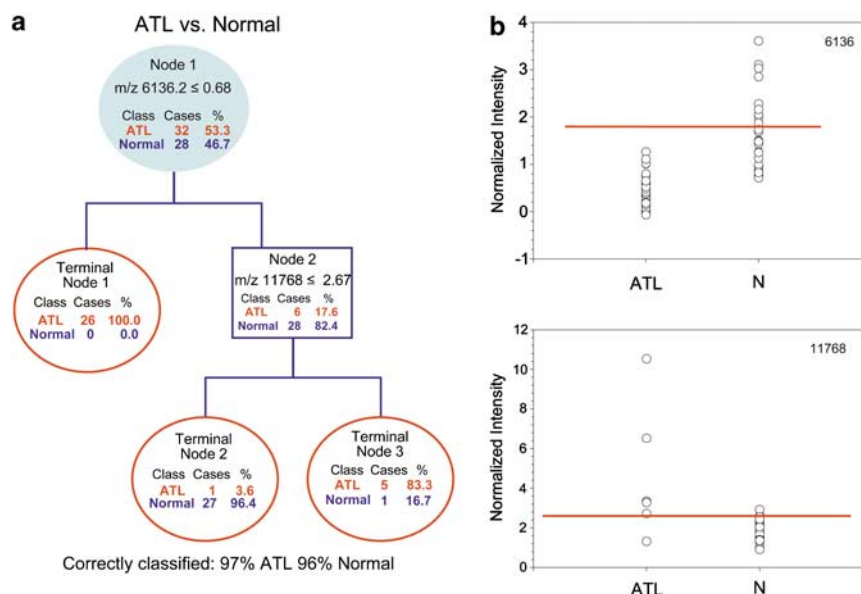 a
ATL vs. Normal
Node 1
m/z 6136.2 ≤ 0.68
Class Cases %
ATL 32 53.3
Normal 28 46.7
Terminal
Node 1
Class Cases %
ATL 26 100.0
Normal 0 0.0
Node 2
m/z 11768 ≤ 2.67
Class Cases %
ATL 6 17.6
Normal 28 82.4
Terminal
Node 2
Class Cases %
ATL 1 3.6
Normal 27 96.4
Terminal
Node 3
Class Cases %
ATL 5 83.3
Normal 1 16.7
Correctly classified: 97% ATL 96% Normal
b
6136
Normalized Intensity
4
3
2
1
0
-1
ATL N
11768
Normalized Intensity
12
10
8
6
4
2
0
ATL N